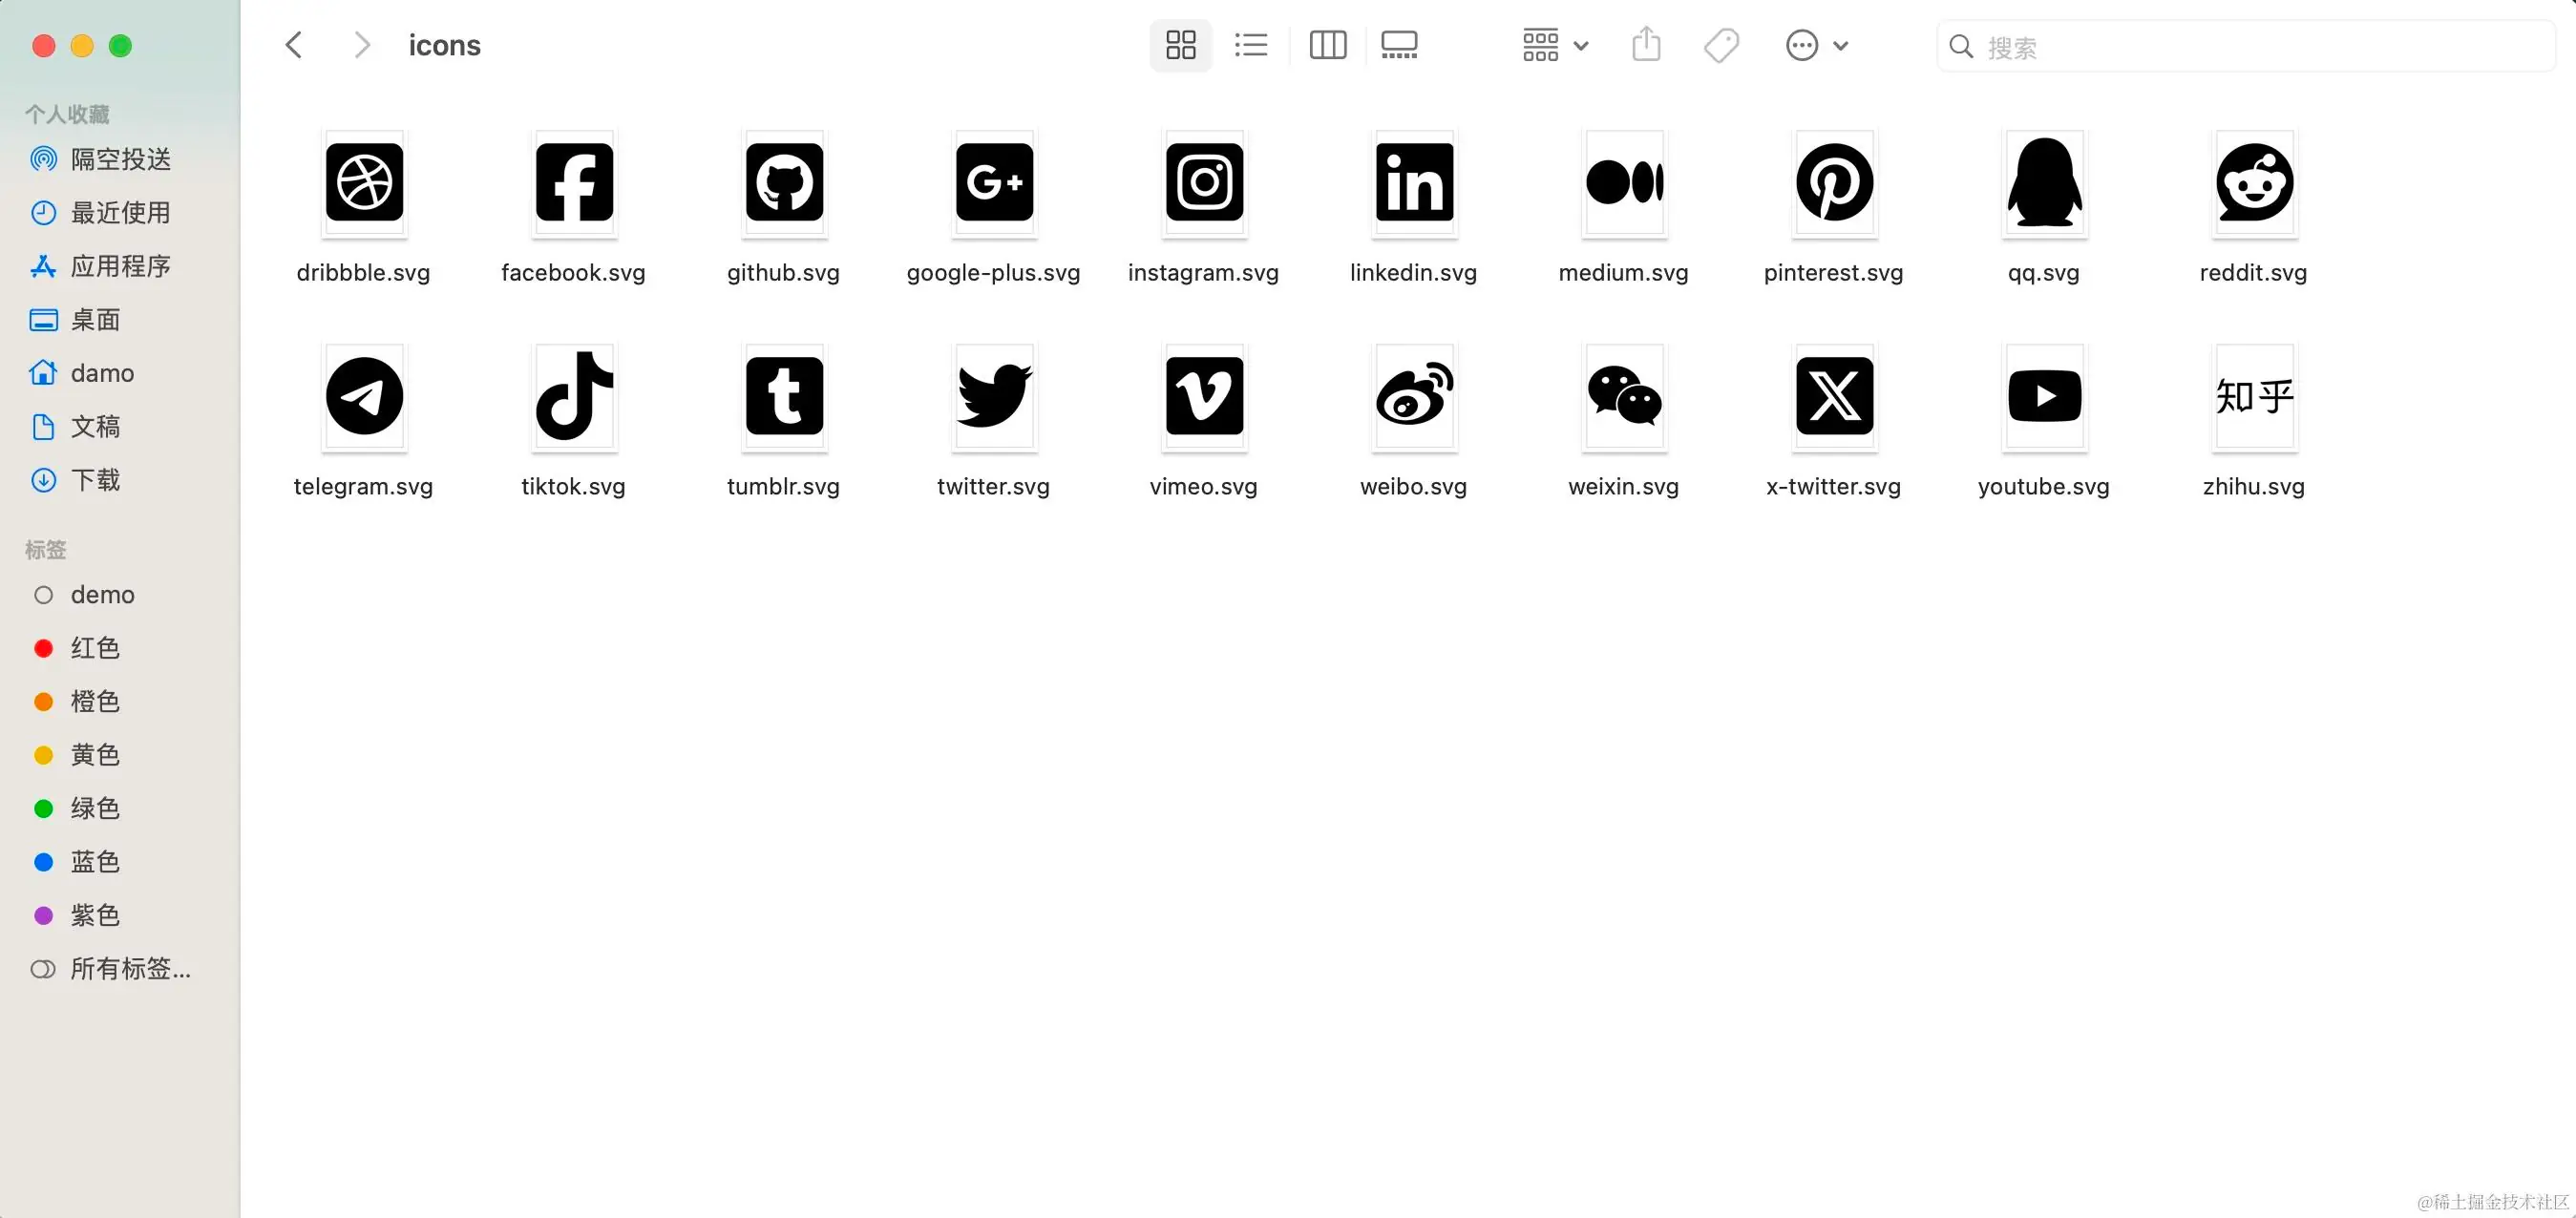 icons
搜索
个人收藏
隔空投送
最近使用
应用程序
桌面
damo
文稿
下载
标签
demo
红色
橙色
黄色
绿色
蓝色
紫色
所有标签...
dribbble.svg facebook.svg github.svg google-plus.svg instagram.svg linkedin.svg medium.svg pinterest.svg qq.svg reddit.svg
知乎
telegram.svg tiktok.svg tumblr.svg twitter.svg vimeo.svg weibo.svg weixin.svg x-twitter.svg youtube.svg zhihu.svg
@稀土掘金技术社区